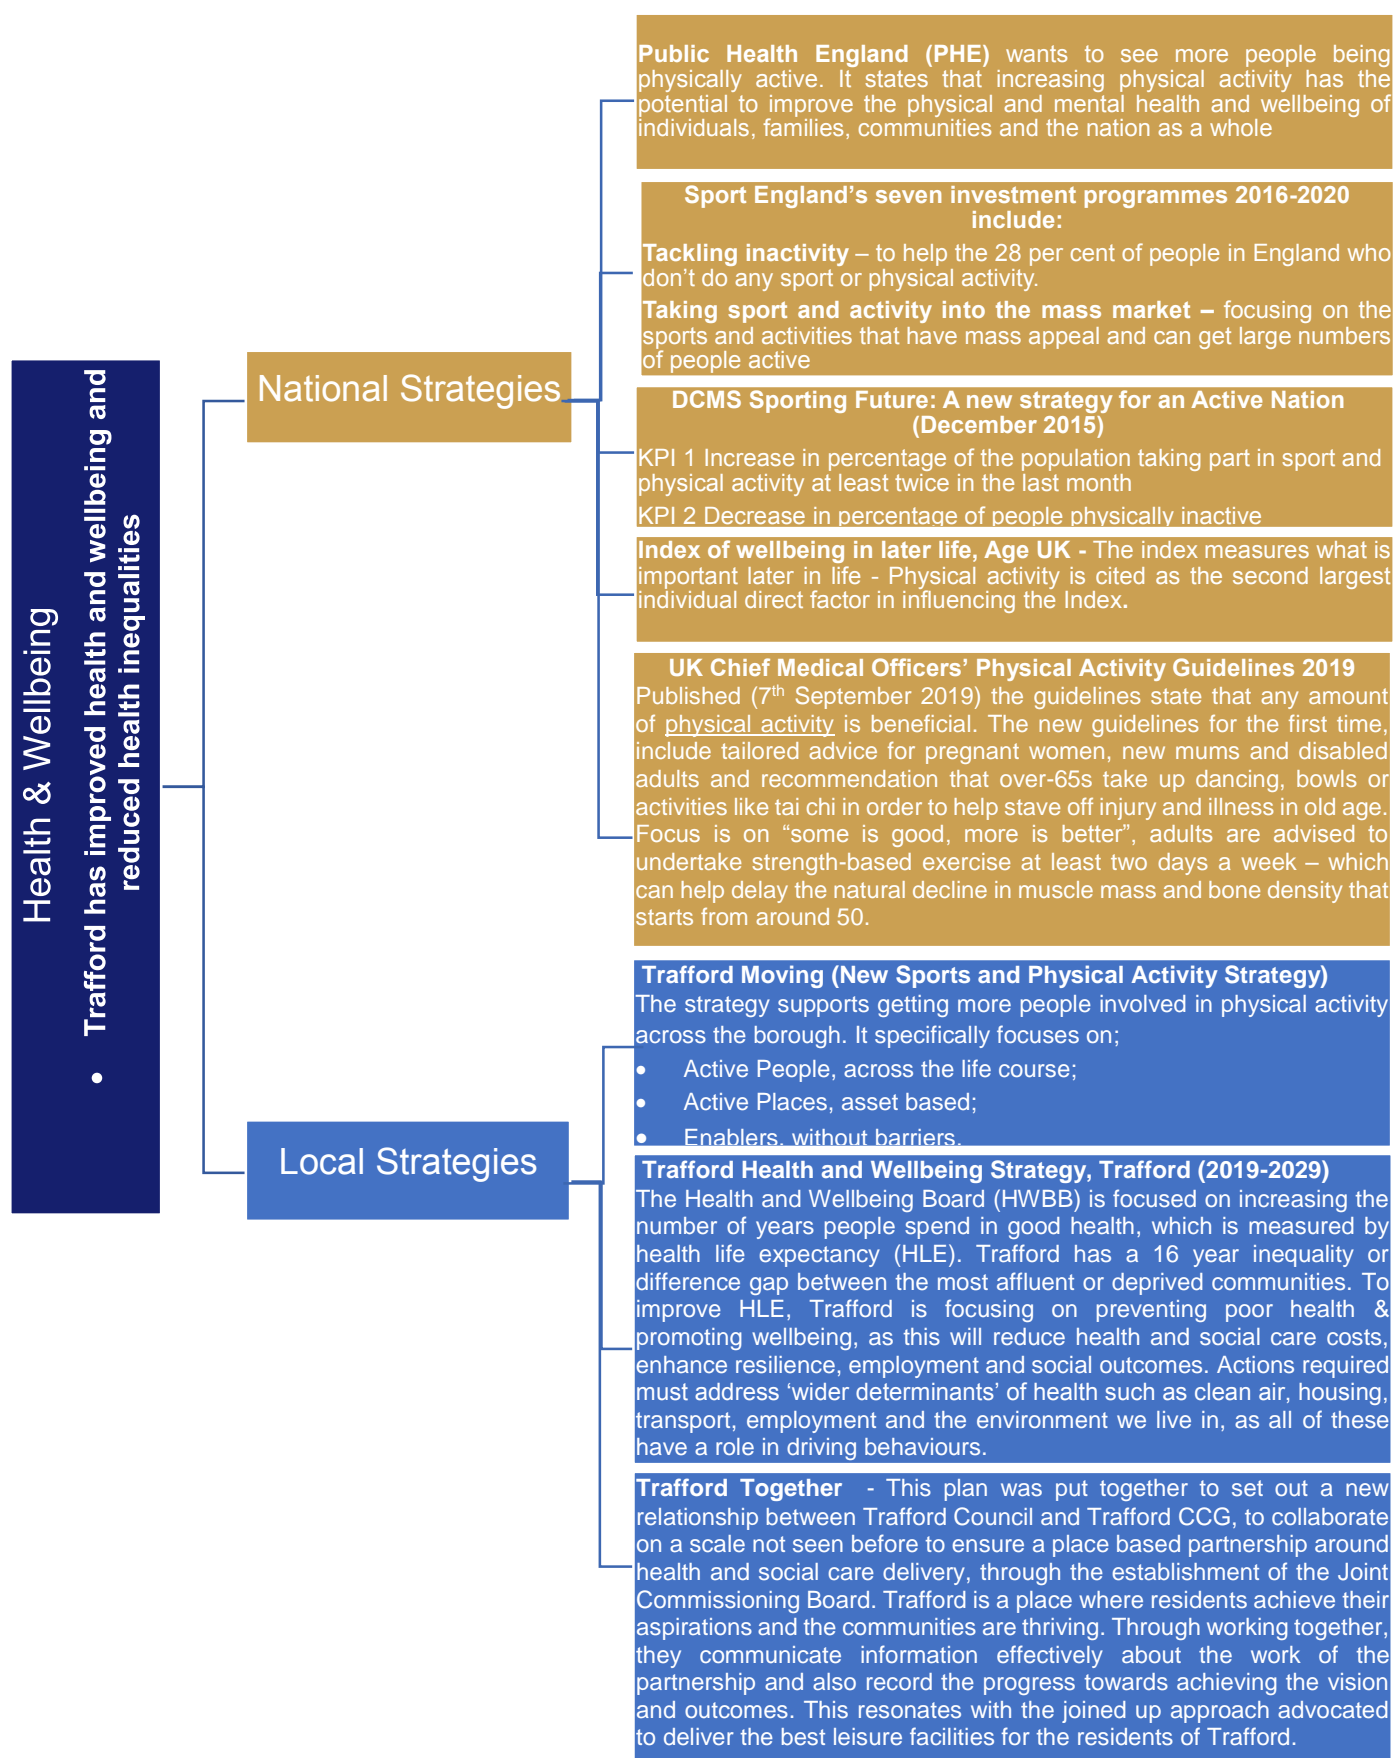 Health & Wellbeing
• Trafford has improved health and wellbeing and
reduced health inequalities
National Strategies
Public Health England (PHE) wants to see more people being
physically active. It states that increasing physical activity has the
potential to improve the physical and mental health and wellbeing of
individuals, families, communities and the nation as a whole
Sport England’s seven investment programmes 2016-2020
include:
Tackling inactivity – to help the 28 per cent of people in England who
don’t do any sport or physical activity.
Taking sport and activity into the mass market – focusing on the
sports and activities that have mass appeal and can get large numbers
of people active
DCMS Sporting Future: A new strategy for an Active Nation
(December 2015)
KPI 1 Increase in percentage of the population taking part in sport and
physical activity at least twice in the last month
KPI 2 Decrease in percentage of people physically inactive
Index of wellbeing in later life, Age UK - The index measures what is
important later in life - Physical activity is cited as the second largest
individual direct factor in influencing the Index.
UK Chief Medical Officers’ Physical Activity Guidelines 2019
Published (7th September 2019) the guidelines state that any amount
of physical activity is beneficial. The new guidelines for the first time,
include tailored advice for pregnant women, new mums and disabled
adults and recommendation that over-65s take up dancing, bowls or
activities like tai chi in order to help stave off injury and illness in old age.
Focus is on “some is good, more is better”, adults are advised to
undertake strength-based exercise at least two days a week – which
can help delay the natural decline in muscle mass and bone density that
starts from around 50.
Local Strategies
Trafford Moving (New Sports and Physical Activity Strategy)
The strategy supports getting more people involved in physical activity
across the borough. It specifically focuses on;
• Active People, across the life course;
• Active Places, asset based;
• Enablers, without barriers.
Trafford Health and Wellbeing Strategy, Trafford (2019-2029)
The Health and Wellbeing Board (HWBB) is focused on increasing the
number of years people spend in good health, which is measured by
health life expectancy (HLE). Trafford has a 16 year inequality or
difference gap between the most affluent or deprived communities. To
improve HLE, Trafford is focusing on preventing poor health &
promoting wellbeing, as this will reduce health and social care costs,
enhance resilience, employment and social outcomes. Actions required
must address ‘wider determinants’ of health such as clean air, housing,
transport, employment and the environment we live in, as all of these
have a role in driving behaviours.
Trafford Together - This plan was put together to set out a new
relationship between Trafford Council and Trafford CCG, to collaborate
on a scale not seen before to ensure a place based partnership around
health and social care delivery, through the establishment of the Joint
Commissioning Board. Trafford is a place where residents achieve their
aspirations and the communities are thriving. Through working together,
they communicate information effectively about the work of the
partnership and also record the progress towards achieving the vision
and outcomes. This resonates with the joined up approach advocated
to deliver the best leisure facilities for the residents of Trafford.